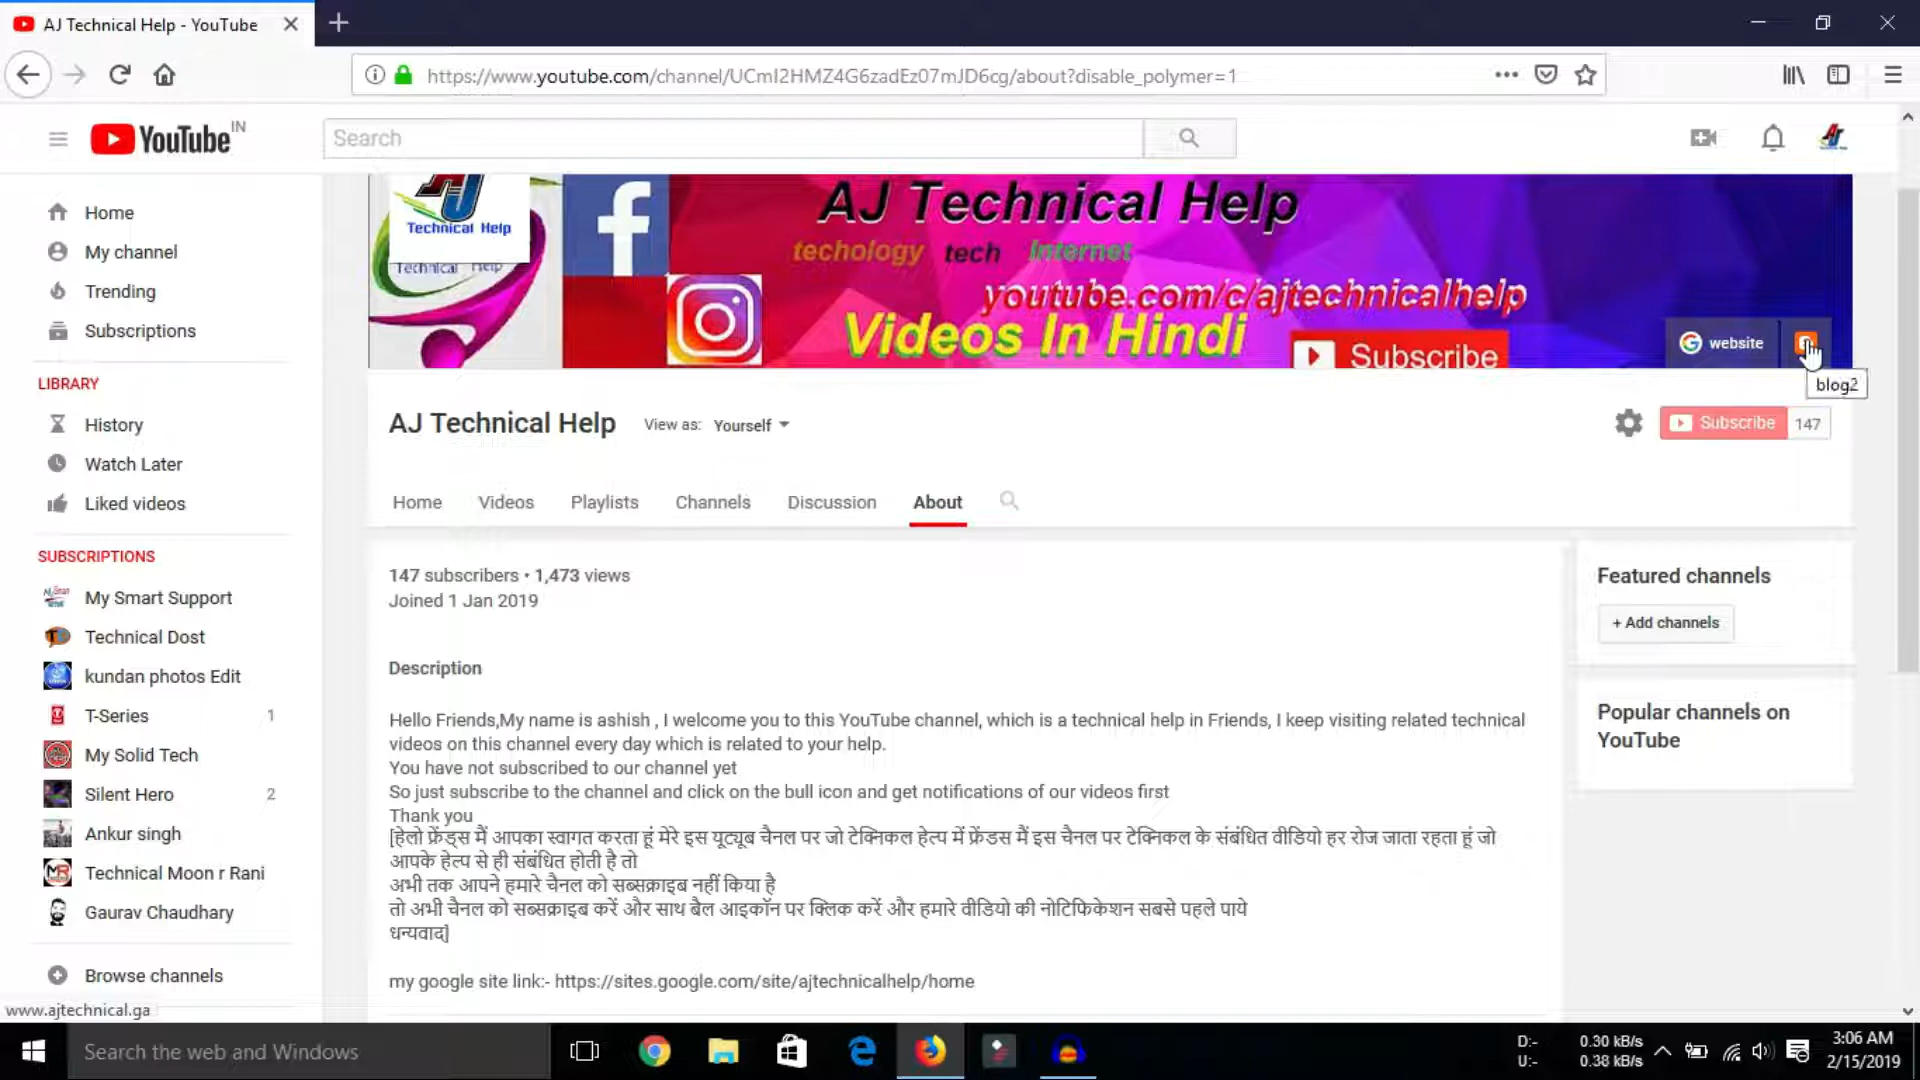 AJ Technical Help - YouTube
https://www.youtube.com/channel/UCmI2HMZ4G6zadEz07mJD6cg/about?disable_polymer=1
YouTube IN
Search
Home
My channel
Trending
Subscriptions
LIBRARY
History
Watch Later
Liked videos
SUBSCRIPTIONS
My Smart Support
Technical Dost
kundan photos Edit
T-Series 1
My Solid Tech
Silent Hero 2
Ankur singh
Technical Moon r Rani
Gaurav Chaudhary
Browse channels
www.ajtechnical.ga
AJ
Technical Help
Technical Help
AJ Technical Help
techology tech Internet
youtube.com/c/ajtechnicalhelp
Videos In Hindi
Subscribe
website
blog2
AJ Technical Help
View as: Yourself
Subscribe 147
Home Videos Playlists Channels Discussion About
147 subscribers • 1,473 views
Joined 1 Jan 2019
Description
Hello Friends,My name is ashish , I welcome you to this YouTube channel, which is a technical help in Friends, I keep visiting related technical
videos on this channel every day which is related to your help.
You have not subscribed to our channel yet
So just subscribe to the channel and click on the bull icon and get notifications of our videos first
Thank you
[हेलो फ्रेंड्स मैं आपका स्वागत करता हूं मेरे इस यूट्यूब चैनल पर जो टेक्निकल हेल्प में फ्रेंडस मैं इस चैनल पर टेक्निकल के संबंधित वीडियो हर रोज जाता रहता हूं जो
आपके हेल्प से ही संबंधित होती है तो
अभी तक आपने हमारे चैनल को सब्सक्राइब नहीं किया है
तो अभी चैनल को सब्सक्राइब करें और साथ बैल आइकॉन पर क्लिक करें और हमारे वीडियो की नोटिफिकेशन सबसे पहले पाये
धन्यवाद]
my google site link:- https://sites.google.com/site/ajtechnicalhelp/home
Featured channels
+ Add channels
Popular channels on
YouTube
Search the web and Windows
D:- 0.30 kB/s
U:- 0.38 kB/s
3:06 AM
2/15/2019